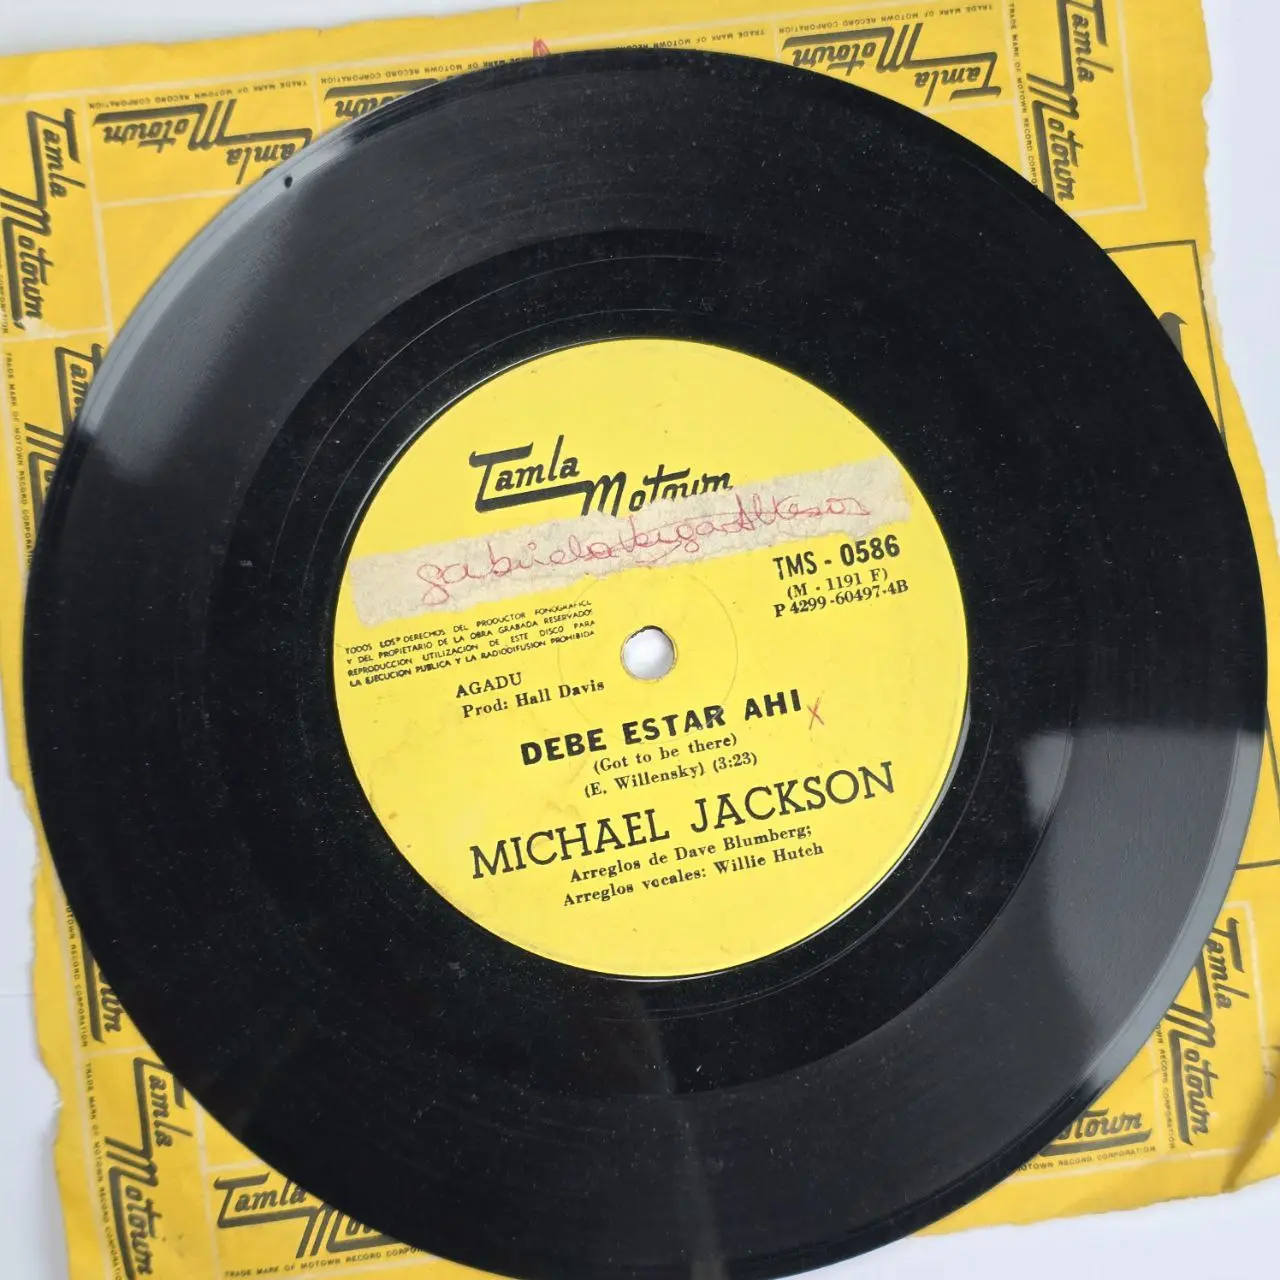 Tamla
Motown
TMS - 0586
(M - 1191 F)
P 4299-60497-4B
TODOS LOS DERECHOS DEL PRODUCTOR FONOGRAFICO
Y DEL PROPIETARIO DE LA OBRA GRABADA RESERVADOS
REPRODUCCION UTILIZACION DE ESTE DISCO PARA
LA EJECUCION PUBLICA Y LA RADIODIFUSION PROHIBIDA
AGADU
Prod: Hall Davis
DEBE ESTAR AHI x
(Got to be there)
(E. Willensky) (3:23)
MICHAEL JACKSON
Arreglos de Dave Blumberg;
Arreglos vocales: Willie Hutch
Tamla
Motown
TRADE MARK OF MOTOWN RECORD CORPORATION